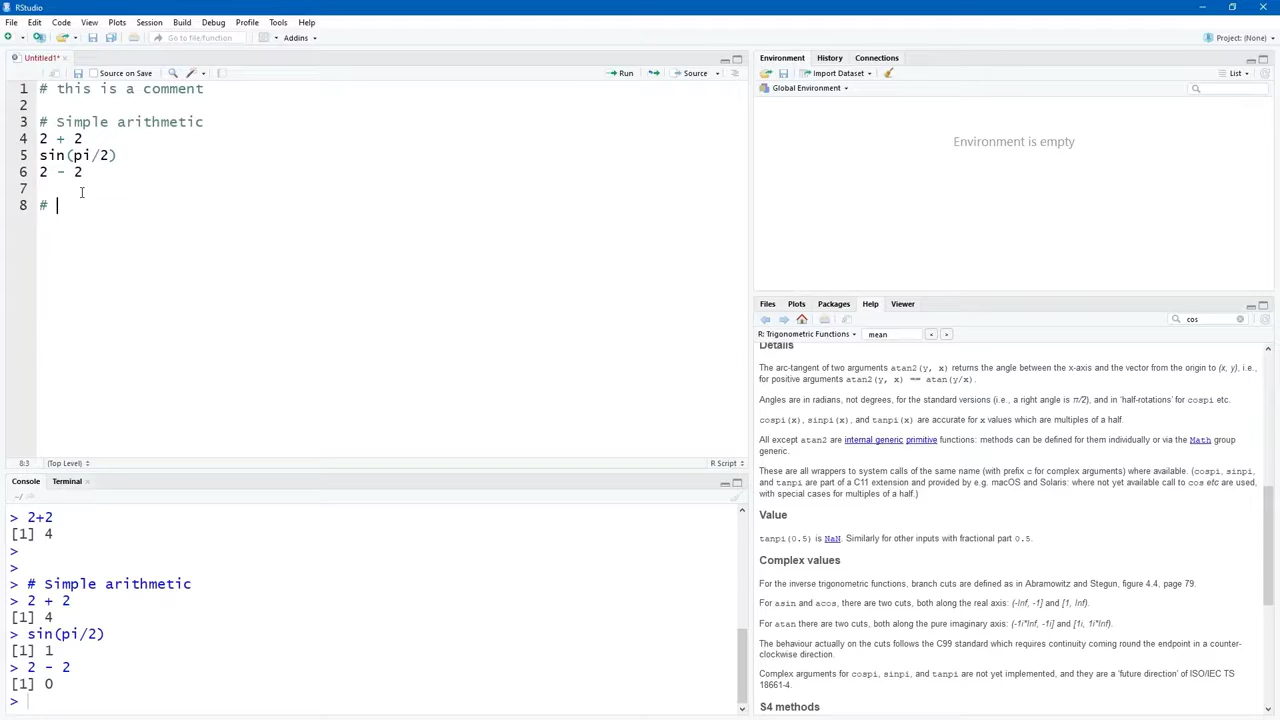 RStudio
File Edit Code View Plots Session Build Debug Profile Tools Help
Go to file/function Addins Project: (None)
Untitled1*
Source on Save Run Source
1 # this is a comment
2
3 # Simple arithmetic
4 2 + 2
5 sin(pi/2)
6 2 - 2
7
8 #
8:3 (Top Level) R Script
Console Terminal
~/
> 2+2
[1] 4
>
>
> # Simple arithmetic
> 2 + 2
[1] 4
> sin(pi/2)
[1] 1
> 2 - 2
[1] 0
>
Environment History Connections
Import Dataset List
Global Environment
Environment is empty
Files Plots Packages Help Viewer
cos
R: Trigonometric Functions mean
Details
The arc-tangent of two arguments atan2(y, x) returns the angle between the x-axis and the vector from the origin to (x, y), i.e.,
for positive arguments atan2(y, x) == atan(y/x).
Angles are in radians, not degrees, for the standard versions (i.e., a right angle is π/2), and in ‘half-rotations’ for cospi etc.
cospi(x), sinpi(x), and tanpi(x) are accurate for x values which are multiples of a half.
All except atan2 are internal generic primitive functions: methods can be defined for them individually or via the Math group
generic.
These are all wrappers to system calls of the same name (with prefix c for complex arguments) where available. (cospi, sinpi,
and tanpi are part of a C11 extension and provided by e.g. macOS and Solaris: where not yet available call to cos etc are used,
with special cases for multiples of a half.)
Value
tanpi(0.5) is NaN. Similarly for other inputs with fractional part 0.5.
Complex values
For the inverse trigonometric functions, branch cuts are defined as in Abramowitz and Stegun, figure 4.4, page 79.
For asin and acos, there are two cuts, both along the real axis: (-Inf, -1] and [1, Inf).
For atan there are two cuts, both along the pure imaginary axis: (-1i*Inf, -1i] and [1i, 1i*Inf).
The behaviour actually on the cuts follows the C99 standard which requires continuity coming round the endpoint in a counter-
clockwise direction.
Complex arguments for cospi, sinpi, and tanpi are not yet implemented, and they are a ‘future direction’ of ISO/IEC TS
18661-4.
S4 methods